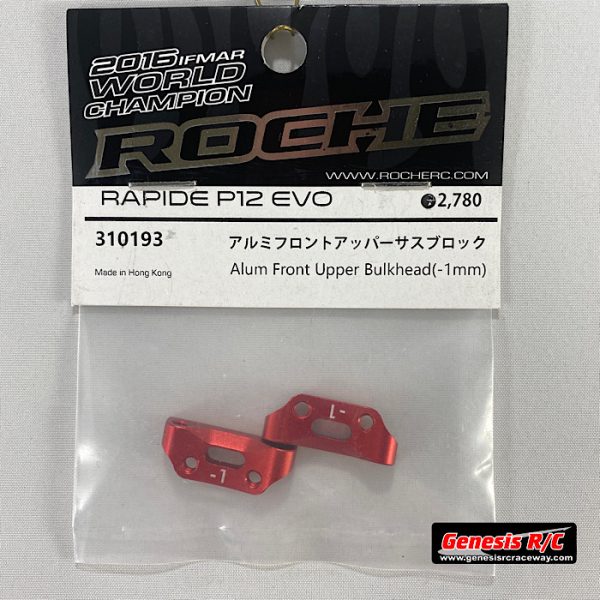 2015 IFMAR
WORLD
CHAMPION
ROCHE
WWW.ROCHERC.COM
RAPIDE P12 EVO
2,780
310193
アルミフロントアッパーサスブロック
Made in Hong Kong
Alum Front Upper Bulkhead(-1mm)
-1
-1
Genesis R/C
www.genesisrcraceway.com